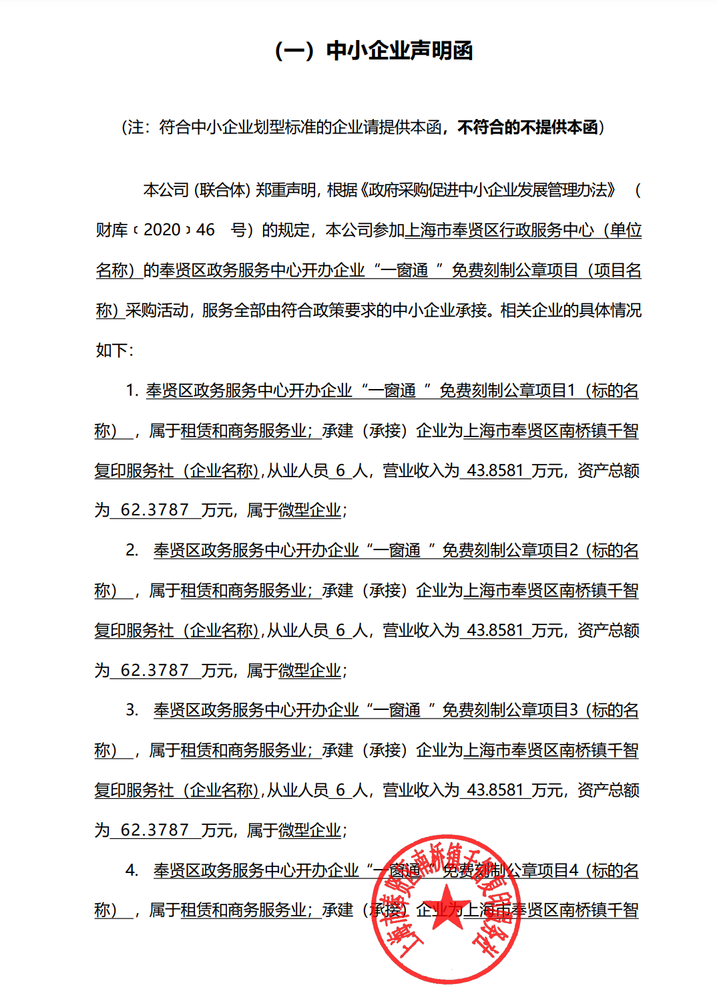 （一）中小企业声明函
（注：符合中小企业划型标准的企业请提供本函，不符合的不提供本函）
本公司（联合体）郑重声明，根据《政府采购促进中小企业发展管理办法》 （
财库﹝2020﹞46 号）的规定，本公司参加上海市奉贤区行政服务中心（单位
名称）的奉贤区政务服务中心开办企业“一窗通 ”免费刻制公章项目（项目名
称）采购活动，服务全部由符合政策要求的中小企业承接。相关企业的具体情况
如下：
1. 奉贤区政务服务中心开办企业“一窗通 ”免费刻制公章项目1（标的名
称） ，属于租赁和商务服务业；承建（承接）企业为上海市奉贤区南桥镇千智
复印服务社（企业名称），从业人员 6 人，营业收入为 43.8581 万元，资产总额
为 62.3787 万元，属于微型企业；
2. 奉贤区政务服务中心开办企业“一窗通 ”免费刻制公章项目2（标的名
称） ，属于租赁和商务服务业；承建（承接）企业为上海市奉贤区南桥镇千智
复印服务社（企业名称），从业人员 6 人，营业收入为 43.8581 万元，资产总额
为 62.3787 万元，属于微型企业；
3. 奉贤区政务服务中心开办企业“一窗通 ”免费刻制公章项目3（标的名
称） ，属于租赁和商务服务业；承建（承接）企业为上海市奉贤区南桥镇千智
复印服务社（企业名称），从业人员 6 人，营业收入为 43.8581 万元，资产总额
为 62.3787 万元，属于微型企业；
4. 奉贤区政务服务中心开办企业“一窗通 ”免费刻制公章项目4（标的名
称） ，属于租赁和商务服务业；承建（承接）企业为上海市奉贤区南桥镇千智
上海市奉贤区南桥镇千智复印服务社